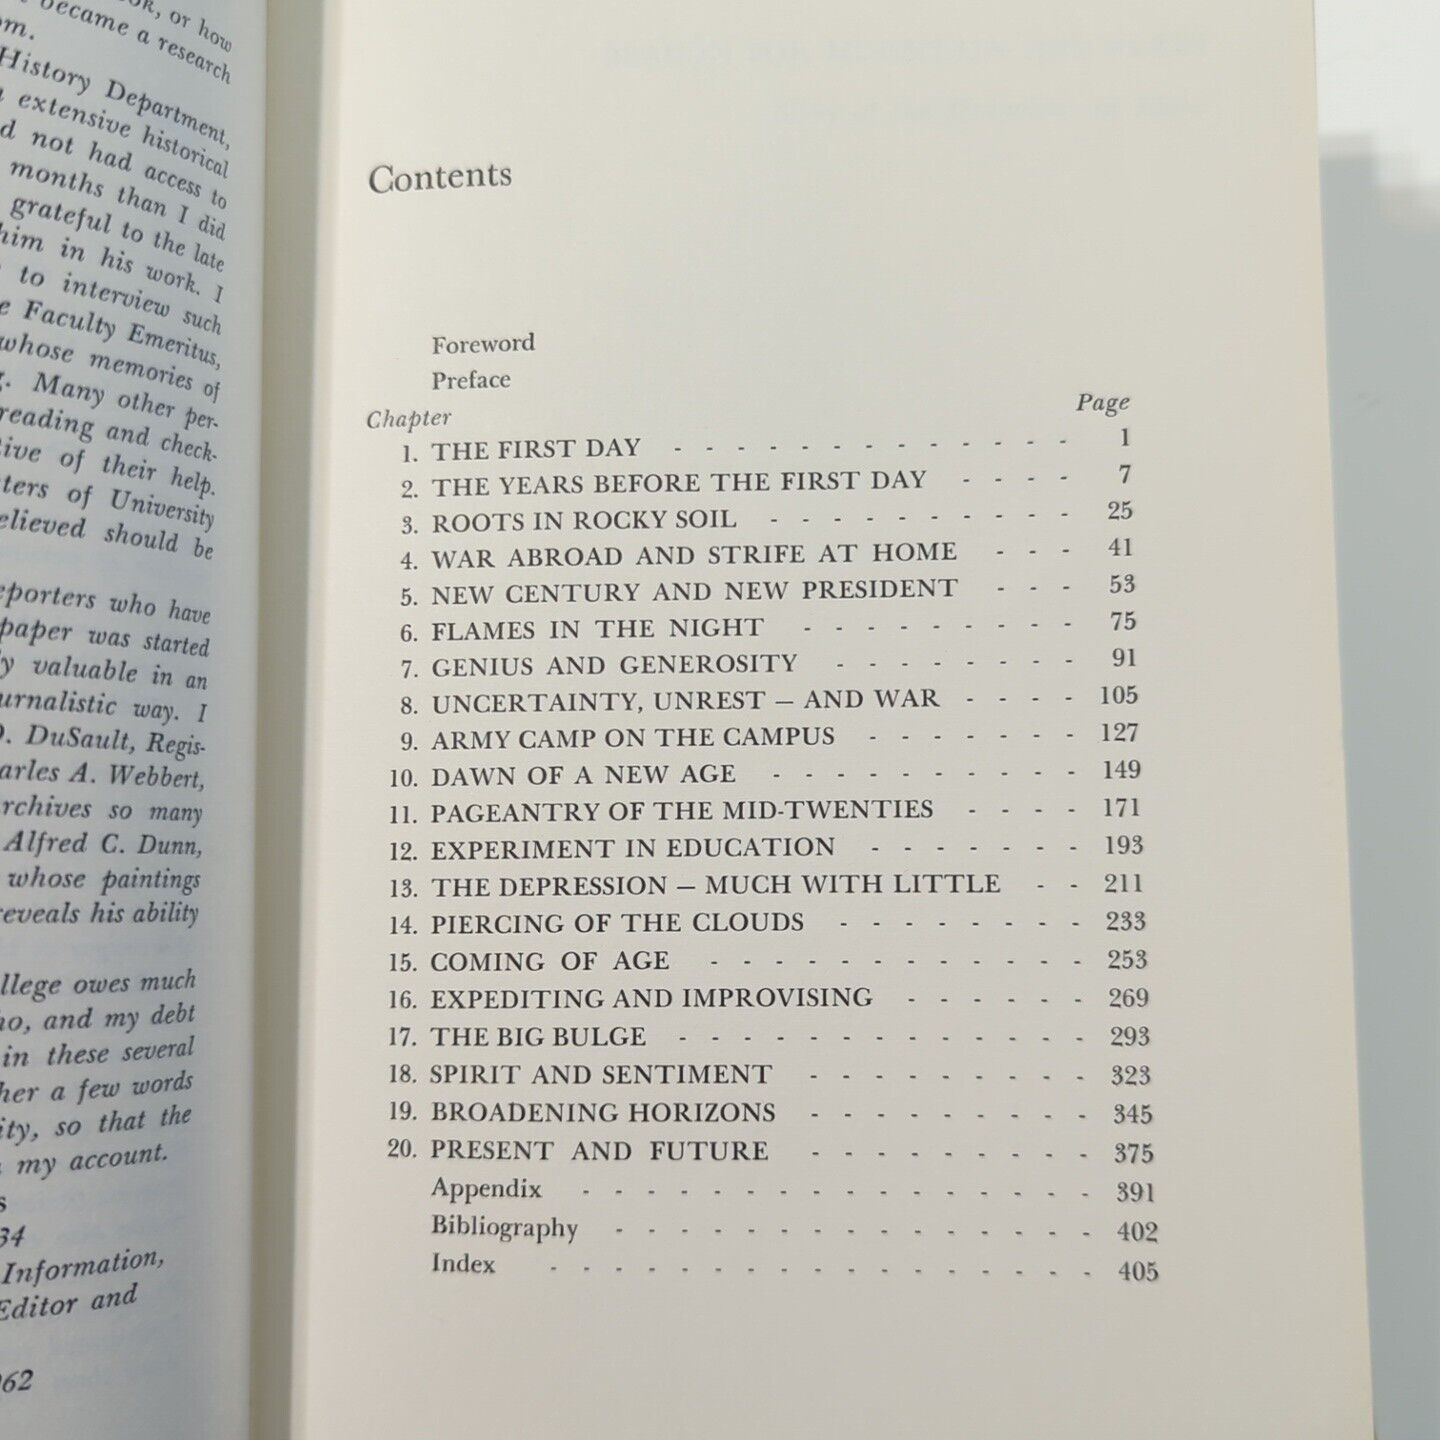 or how
became a research
History Department,
extensive historical
not had access to
months than I did
grateful to the late
him in his work. I
to interview such
Faculty Emeritus,
whose memories of
Many other per-
reading and check-
of their help.
of University
should be
who have
paper was started
valuable in an
way. I
DuSault, Regis-
A. Webbert,
so many
Alfred C. Dunn,
whose paintings
his ability
owes much
and my debt
in these several
a few words
so that the
my account.
34
Information,
Editor and
Contents
Foreword
Preface
Chapter Page
1. THE FIRST DAY - - - - - - - - - - - - - 1
2. THE YEARS BEFORE THE FIRST DAY - - - - 7
3. ROOTS IN ROCKY SOIL - - - - - - - - - - 25
4. WAR ABROAD AND STRIFE AT HOME - - - 41
5. NEW CENTURY AND NEW PRESIDENT - - - 53
6. FLAMES IN THE NIGHT - - - - - - - - - 75
7. GENIUS AND GENEROSITY - - - - - - - - 91
8. UNCERTAINTY, UNREST — AND WAR - - - - 105
9. ARMY CAMP ON THE CAMPUS - - - - - - - 127
10. DAWN OF A NEW AGE - - - - - - - - - - 149
11. PAGEANTRY OF THE MID-TWENTIES - - - - 171
12. EXPERIMENT IN EDUCATION - - - - - - - 193
13. THE DEPRESSION — MUCH WITH LITTLE - - 211
14. PIERCING OF THE CLOUDS - - - - - - - - 233
15. COMING OF AGE - - - - - - - - - - - - 253
16. EXPEDITING AND IMPROVISING - - - - - - 269
17. THE BIG BULGE - - - - - - - - - - - - - 293
18. SPIRIT AND SENTIMENT - - - - - - - - - 323
19. BROADENING HORIZONS - - - - - - - - - 345
20. PRESENT AND FUTURE - - - - - - - - - 375
Appendix - - - - - - - - - - - - - - - - 391
Bibliography - - - - - - - - - - - - - - - 402
Index - - - - - - - - - - - - - - - - - 405